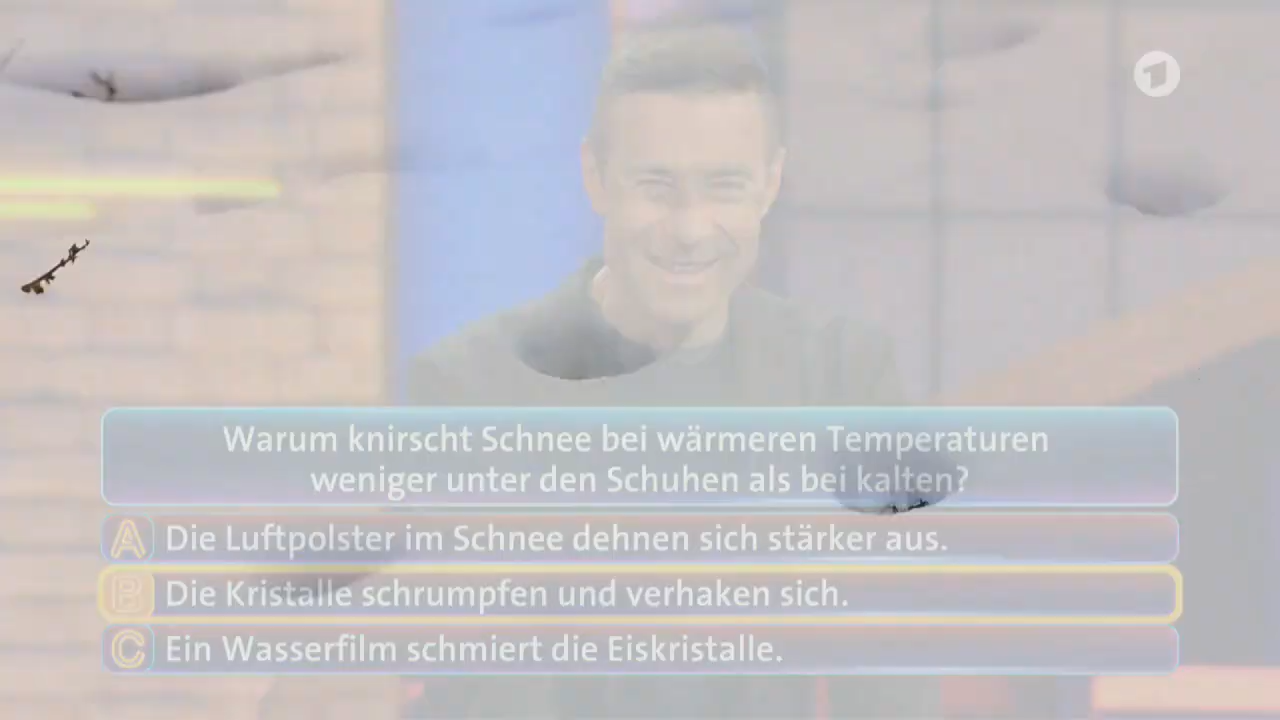 1
Warum knirscht Schnee bei wärmeren Temperaturen
weniger unter den Schuhen als bei kalten?
A Die Luftpolster im Schnee dehnen sich stärker aus.
B Die Kristalle schrumpfen und verhaken sich.
C Ein Wasserfilm schmiert die Eiskristalle.